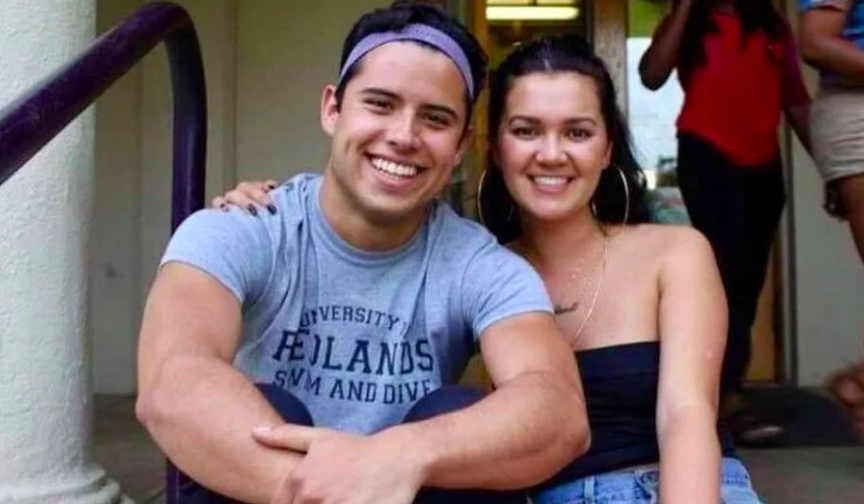 UNIVERSITY
REDLANDS
SWIM AND DIVE